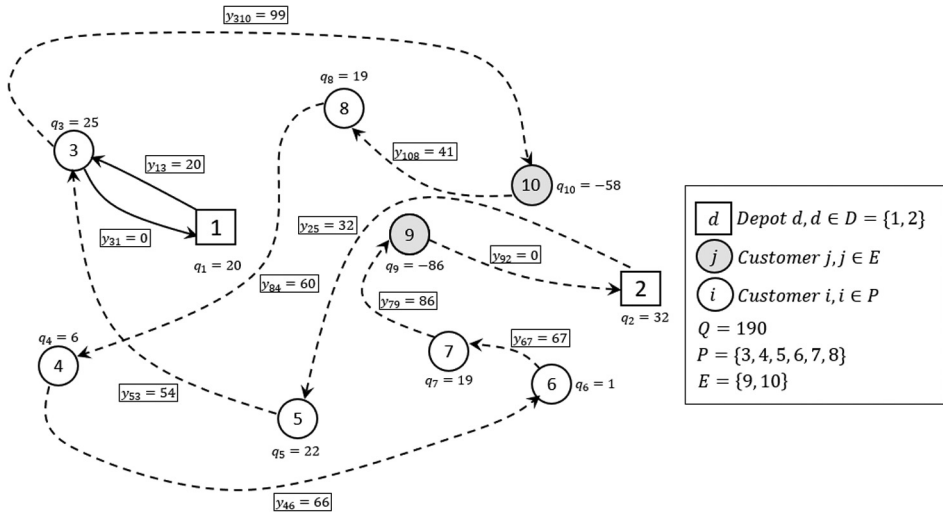 y₃₁₀ = 99
q₈ = 19
8
q₃ = 25
3
y₁₃ = 20
y₁₀₈ = 41
10
q₁₀ = −58
1
y₃₁ = 0
q₁ = 20
y₂₅ = 32
9
q₉ = −86
y₉₂ = 0
2
q₂ = 32
y₈₄ = 60
y₇₉ = 86
q₄ = 6
4
y₆₇ = 67
7
q₇ = 19
6
q₆ = 1
y₅₃ = 54
5
q₅ = 22
y₄₆ = 66
d Depot d, d ∈ D = {1, 2}
j Customer j, j ∈ E
i Customer i, i ∈ P
Q = 190
P = {3, 4, 5, 6, 7, 8}
E = {9, 10}